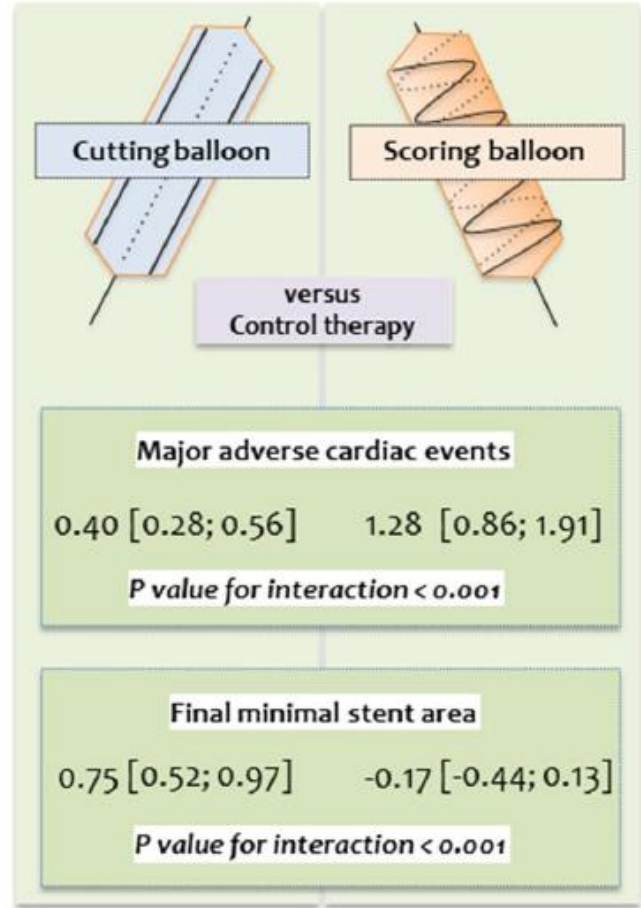 Cutting balloon
Scoring balloon
versus
Control therapy
Major adverse cardiac events
0.40 [0.28; 0.56] 1.28 [0.86; 1.91]
P value for interaction < 0.001
Final minimal stent area
0.75 [0.52; 0.97] -0.17 [-0.44; 0.13]
P value for interaction < 0.001